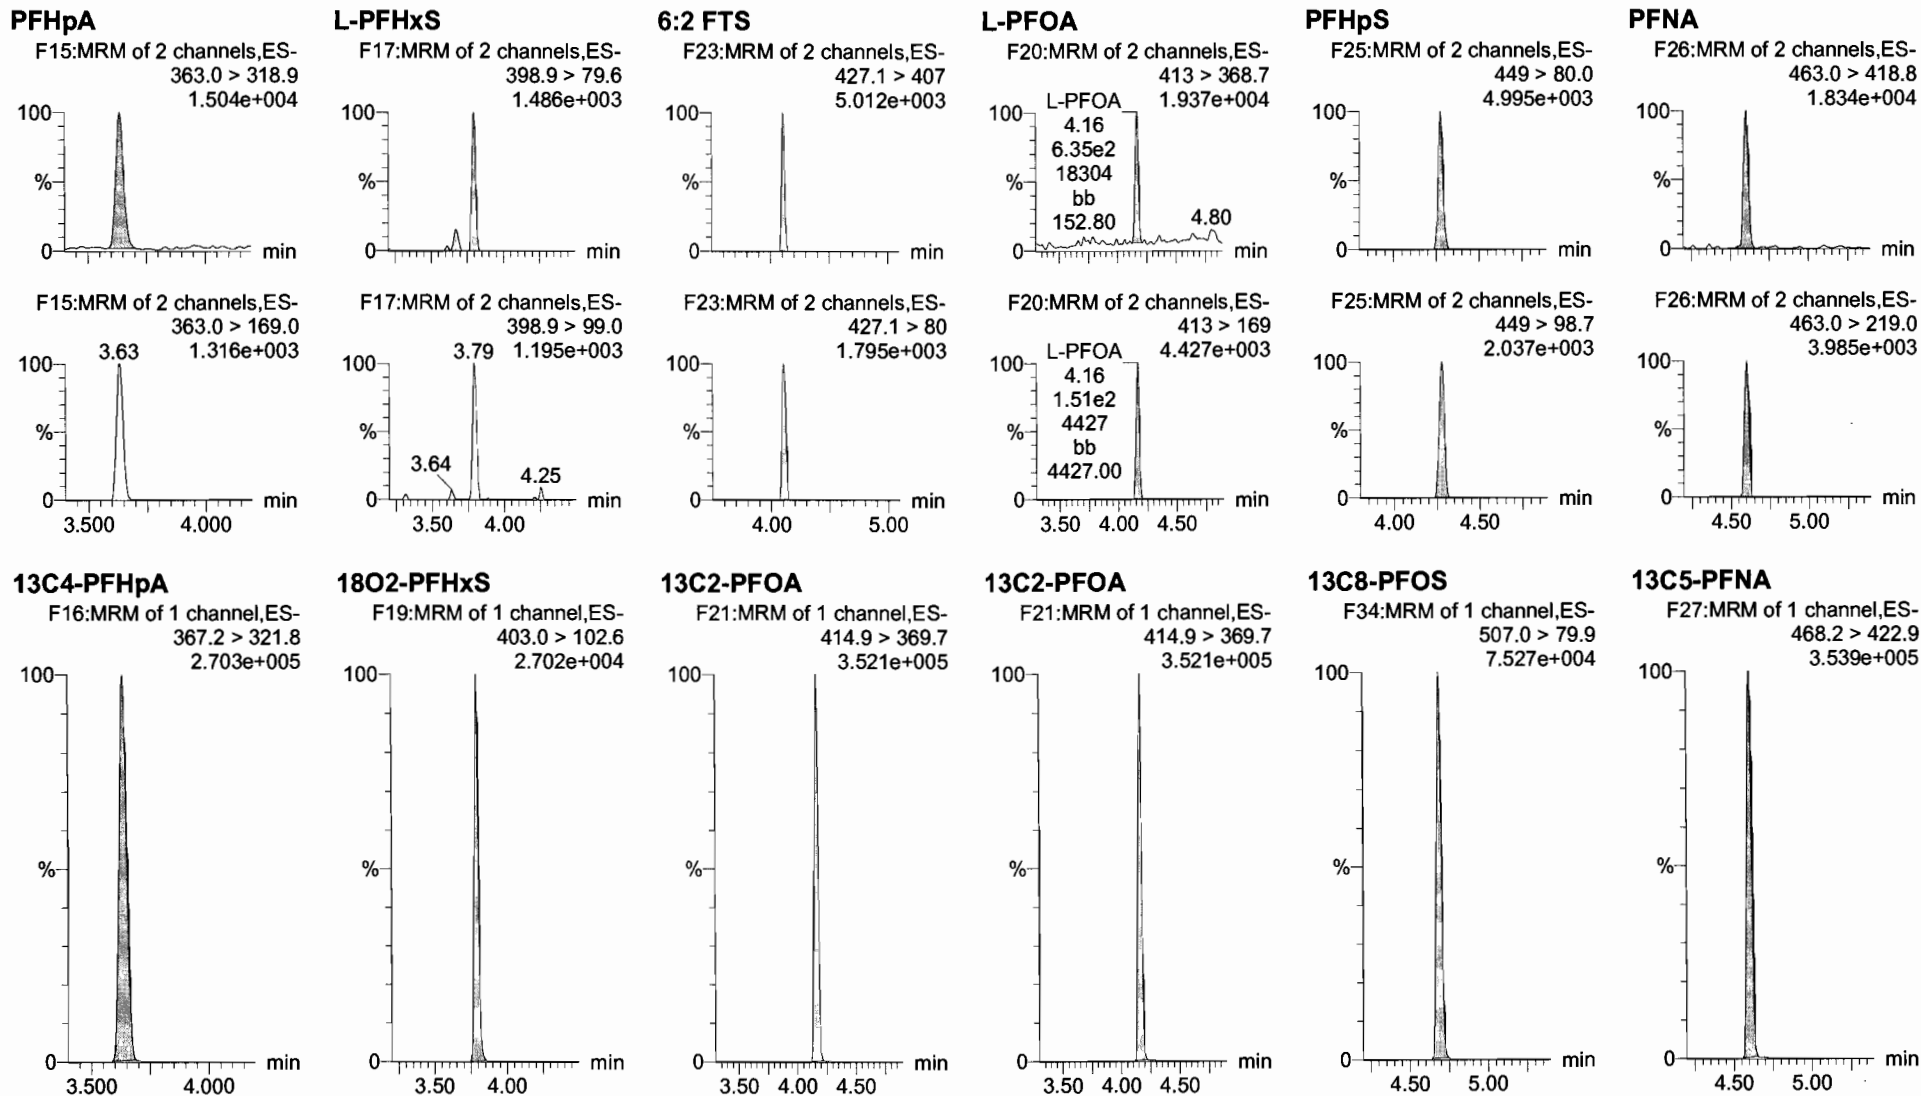 PFHpA
F15:MRM of 2 channels,ES-
363.0 > 318.9
1.504e+004
100
%
0
min
F15:MRM of 2 channels,ES-
363.0 > 169.0
1.316e+003
3.63
100
%
0
min
3.500 4.000
L-PFHxS
F17:MRM of 2 channels,ES-
398.9 > 79.6
1.486e+003
100
%
0
min
F17:MRM of 2 channels,ES-
398.9 > 99.0
3.79 1.195e+003
100
%
3.64
4.25
0
min
3.50 4.00
6:2 FTS
F23:MRM of 2 channels,ES-
427.1 > 407
5.012e+003
100
%
0
min
F23:MRM of 2 channels,ES-
427.1 > 80
1.795e+003
100
%
0
min
4.00 5.00
L-PFOA
F20:MRM of 2 channels,ES-
413 > 368.7
L-PFOA 1.937e+004
100
4.16
6.35e2
18304
%
bb
152.80
4.80
0
min
F20:MRM of 2 channels,ES-
413 > 169
L-PFOA 4.427e+003
100
4.16
1.51e2
4427
%
bb
4427.00
0
min
3.50 4.00 4.50
PFHpS
F25:MRM of 2 channels,ES-
449 > 80.0
4.995e+003
100
%
0
min
F25:MRM of 2 channels,ES-
449 > 98.7
2.037e+003
100
%
0
min
4.00 4.50
PFNA
F26:MRM of 2 channels,ES-
463.0 > 418.8
1.834e+004
100
%
0
min
F26:MRM of 2 channels,ES-
463.0 > 219.0
3.985e+003
100
%
0
min
4.50 5.00
13C4-PFHpA
F16:MRM of 1 channel,ES-
367.2 > 321.8
2.703e+005
100
%
0
min
3.500 4.000
18O2-PFHxS
F19:MRM of 1 channel,ES-
403.0 > 102.6
2.702e+004
100
%
0
min
3.50 4.00
13C2-PFOA
F21:MRM of 1 channel,ES-
414.9 > 369.7
3.521e+005
100
%
0
min
3.50 4.00 4.50
13C2-PFOA
F21:MRM of 1 channel,ES-
414.9 > 369.7
3.521e+005
100
%
0
min
3.50 4.00 4.50
13C8-PFOS
F34:MRM of 1 channel,ES-
507.0 > 79.9
7.527e+004
100
%
0
min
4.50 5.00
13C5-PFNA
F27:MRM of 1 channel,ES-
468.2 > 422.9
3.539e+005
100
%
0
min
4.50 5.00